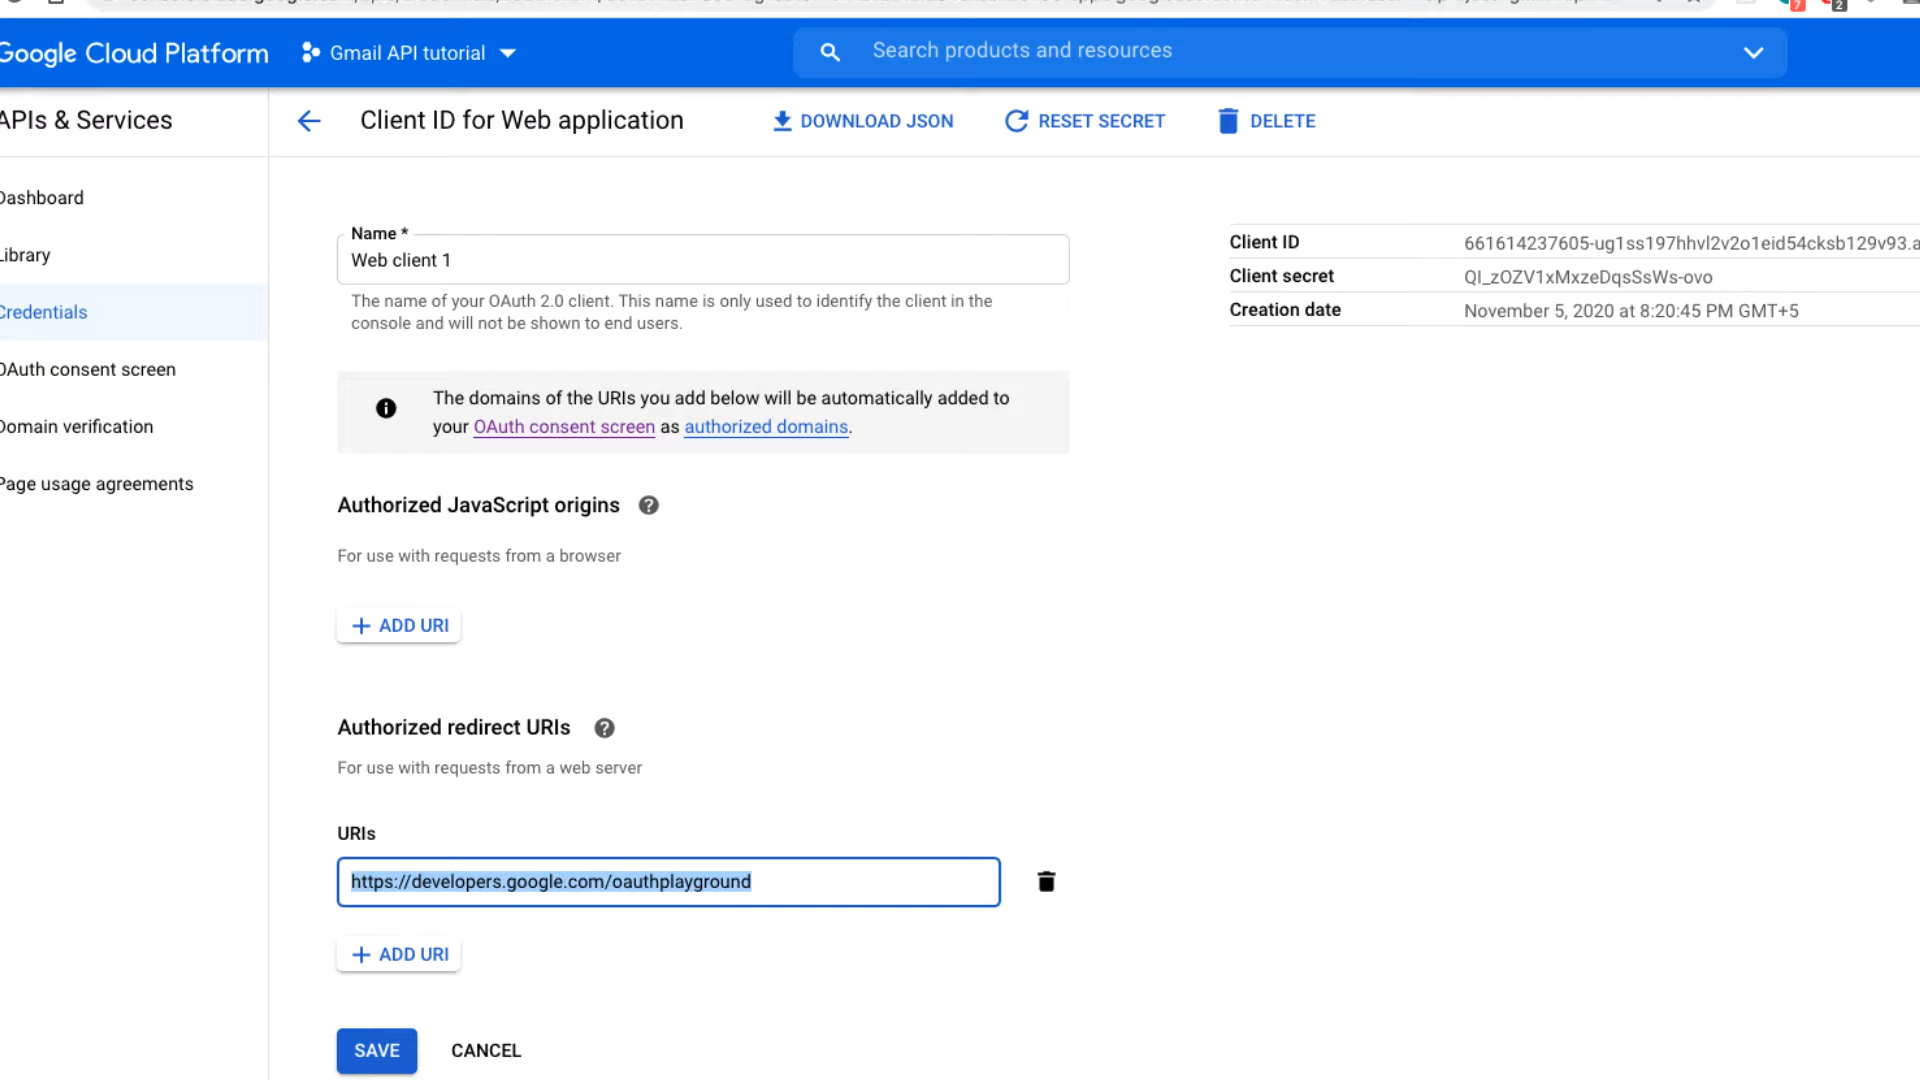 Google Cloud Platform
Gmail API tutorial
Search products and resources
7
2
APIs & Services
Client ID for Web application
DOWNLOAD JSON
RESET SECRET
DELETE
Dashboard
Library
Credentials
OAuth consent screen
Domain verification
Page usage agreements
Name *
Web client 1
The name of your OAuth 2.0 client. This name is only used to identify the client in the
console and will not be shown to end users.
Client ID 661614237605-ug1ss197hhvl2v2o1eid54cksb129v93.a
Client secret QI_zOZV1xMxzeDqsSsWs-ovo
Creation date November 5, 2020 at 8:20:45 PM GMT+5
The domains of the URIs you add below will be automatically added to
your OAuth consent screen as authorized domains.
Authorized JavaScript origins
For use with requests from a browser
ADD URI
Authorized redirect URIs
For use with requests from a web server
URIs
https://developers.google.com/oauthplayground
ADD URI
SAVE
CANCEL